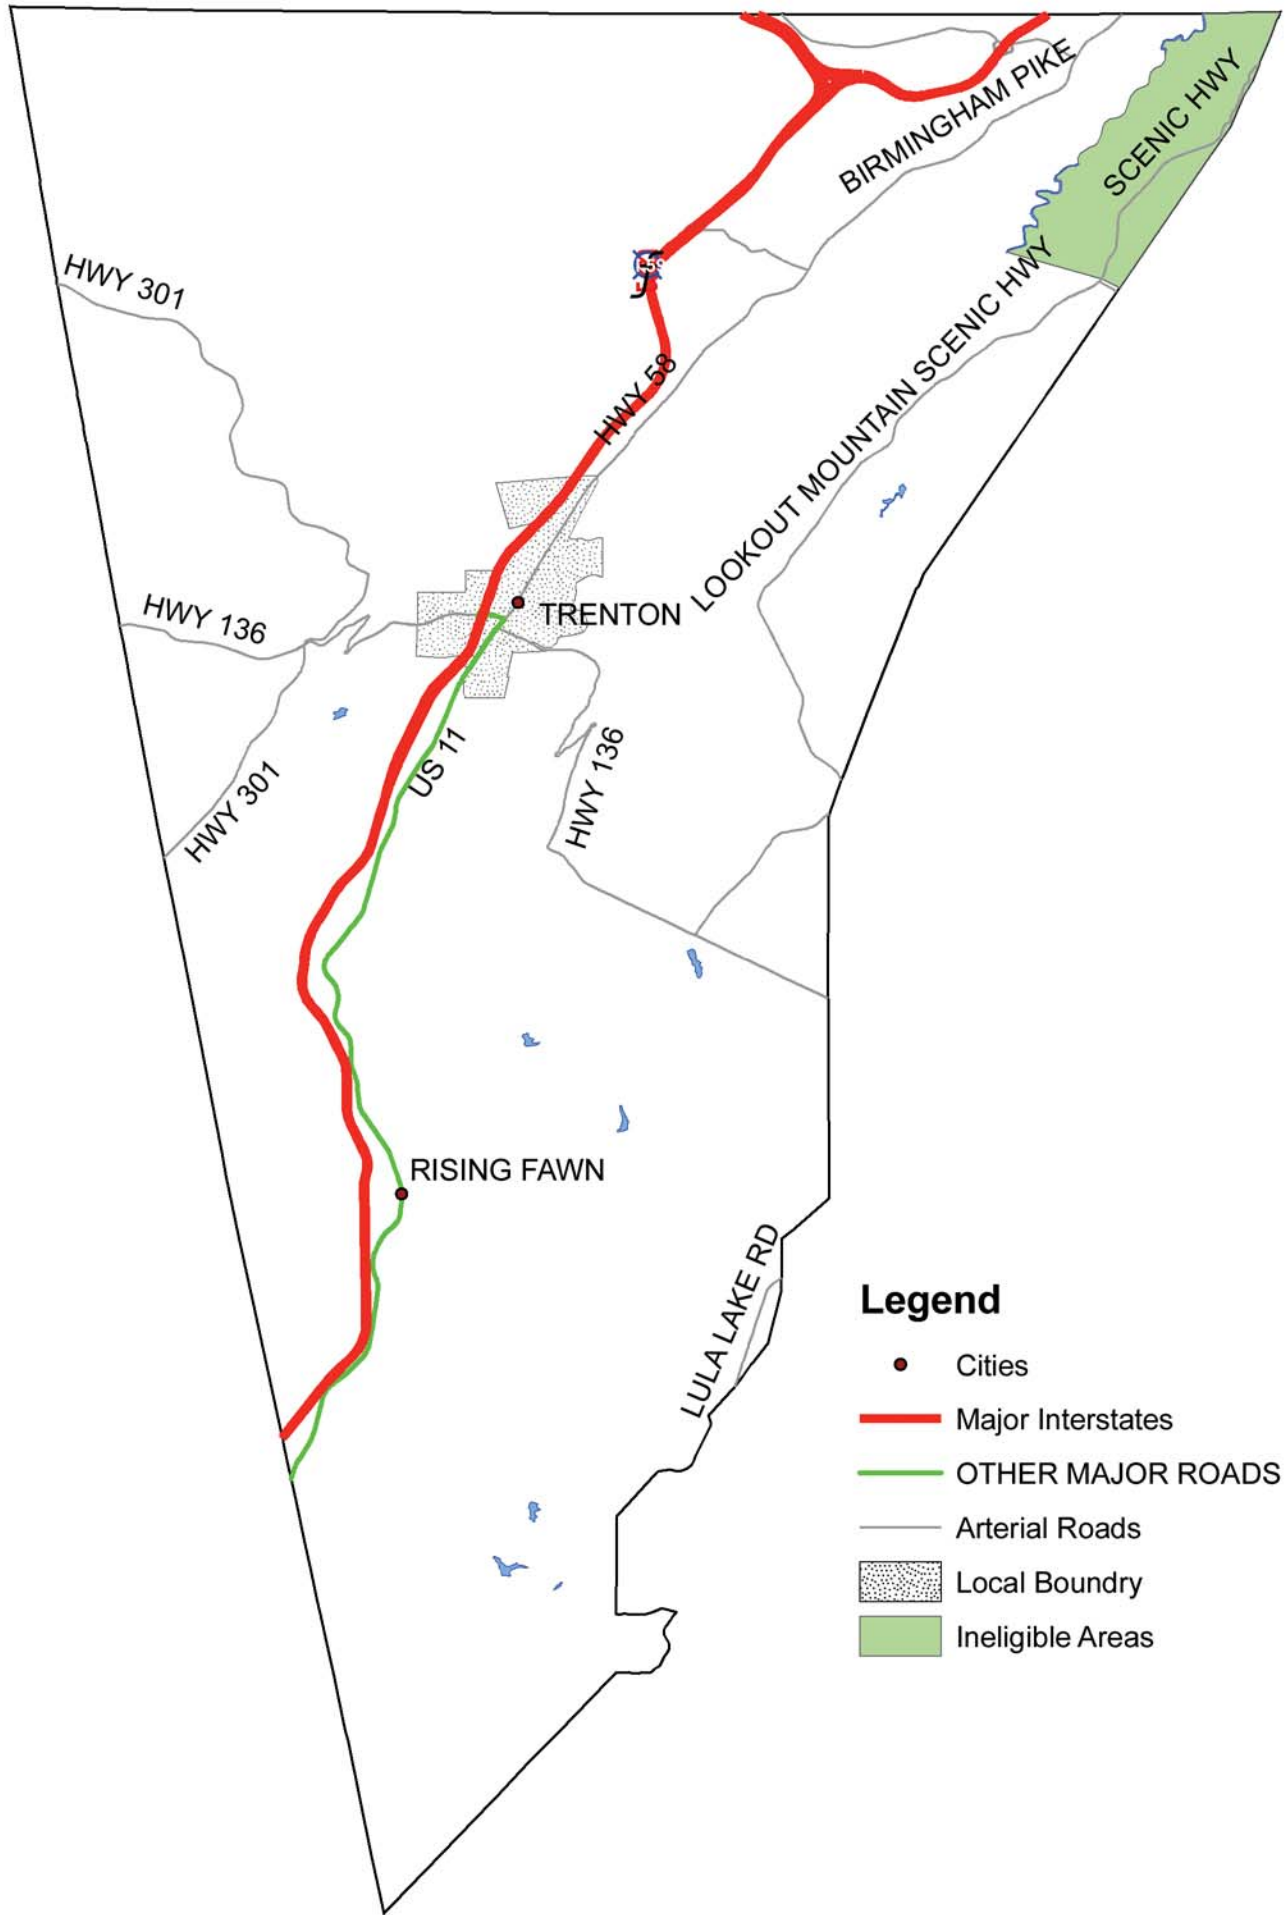 BIRMINGHAM PIKE
SCENIC HWY
HWY 301
LOOKOUT MOUNTAIN SCENIC HWY
HWY 58
HWY 136
TRENTON
US 11
HWY 136
HWY 301
RISING FAWN
LULA LAKE RD
Legend
Cities
Major Interstates
OTHER MAJOR ROADS
Arterial Roads
Local Boundry
Ineligible Areas